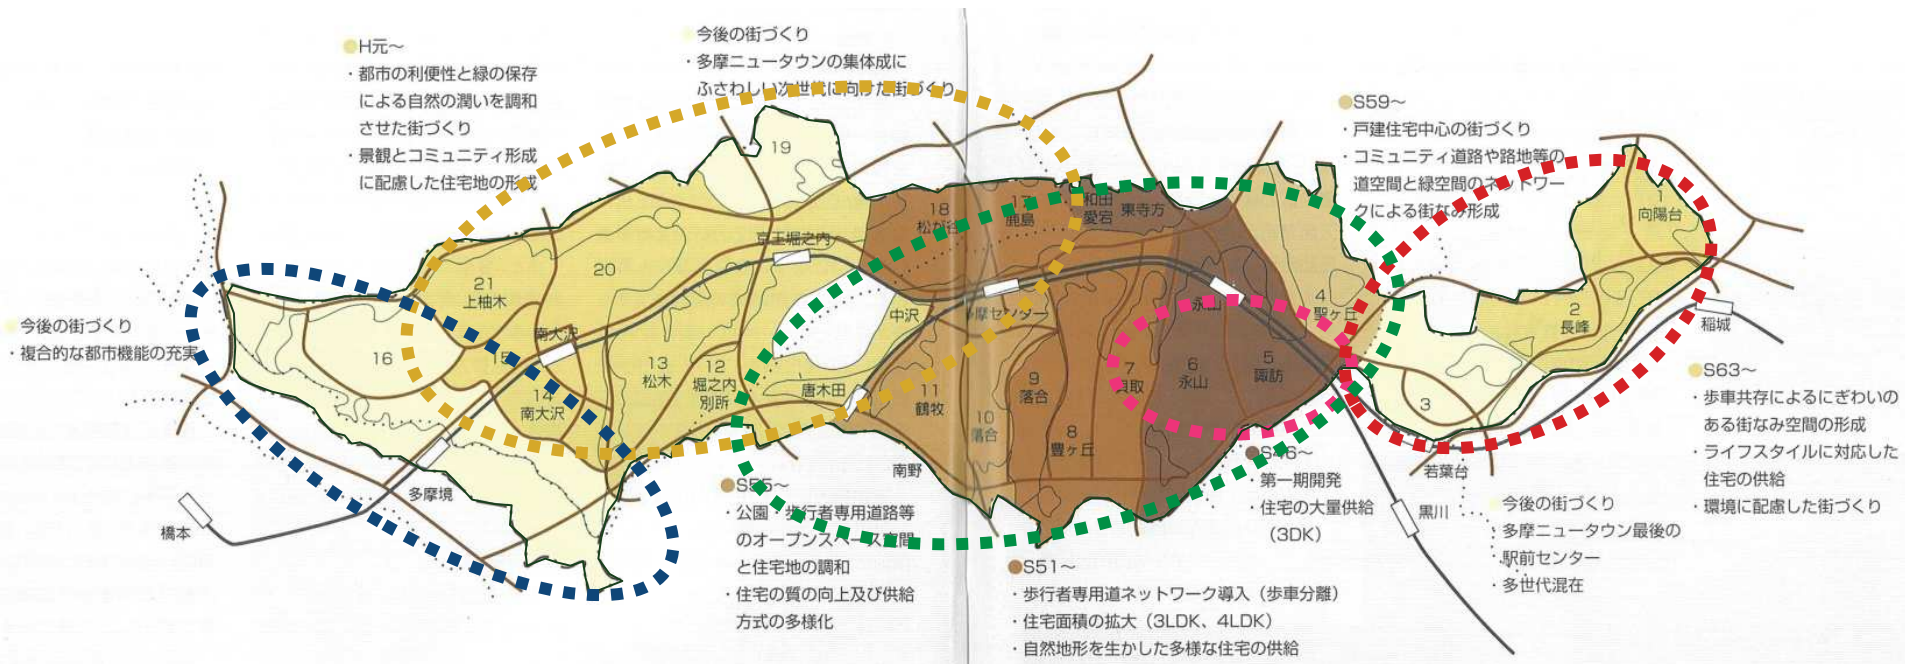 H元～
・都市の利便性と緑の保存
による自然の潤いを調和
させた街づくり
・景観とコミュニティ形成
に配慮した住宅地の形成
今後の街づくり
・多摩ニュータウンの集体成に
ふさわしい次世代に向けた街づくり
S59～
・戸建住宅中心の街づくり
・コミュニティ道路や路地等の
道空間と緑空間のネットワー
クによる街なみ形成
19
18
松が谷
17
鹿島
和田
愛宕
東寺方
1
向陽台
京王堀之内
21
上柚木
20
4
聖ヶ丘
2
長峰
稲城
中沢
多摩センター
永山
今後の街づくり
・複合的な都市機能の充実
16
15
南大沢
14
南大沢
13
松木
12
堀之内
別所
唐木田
11
鶴牧
10
落合
9
落合
8
豊ヶ丘
7
貝取
6
永山
5
諏訪
3
若葉台
南野
多摩境
橋本
黒川
S63～
・歩車共存によるにぎわいの
ある街なみ空間の形成
・ライフスタイルに対応した
住宅の供給
・環境に配慮した街づくり
S55～
・公園・歩行者専用道路等
のオープンスペース空間
と住宅地の調和
・住宅の質の向上及び供給
方式の多様化
S46～
・第一期開発
・住宅の大量供給
（3DK）
今後の街づくり
・多摩ニュータウン最後の
駅前センター
・多世代混在
S51～
・歩行者専用道ネットワーク導入（歩車分離）
・住宅面積の拡大（3LDK、4LDK）
・自然地形を生かした多様な住宅の供給